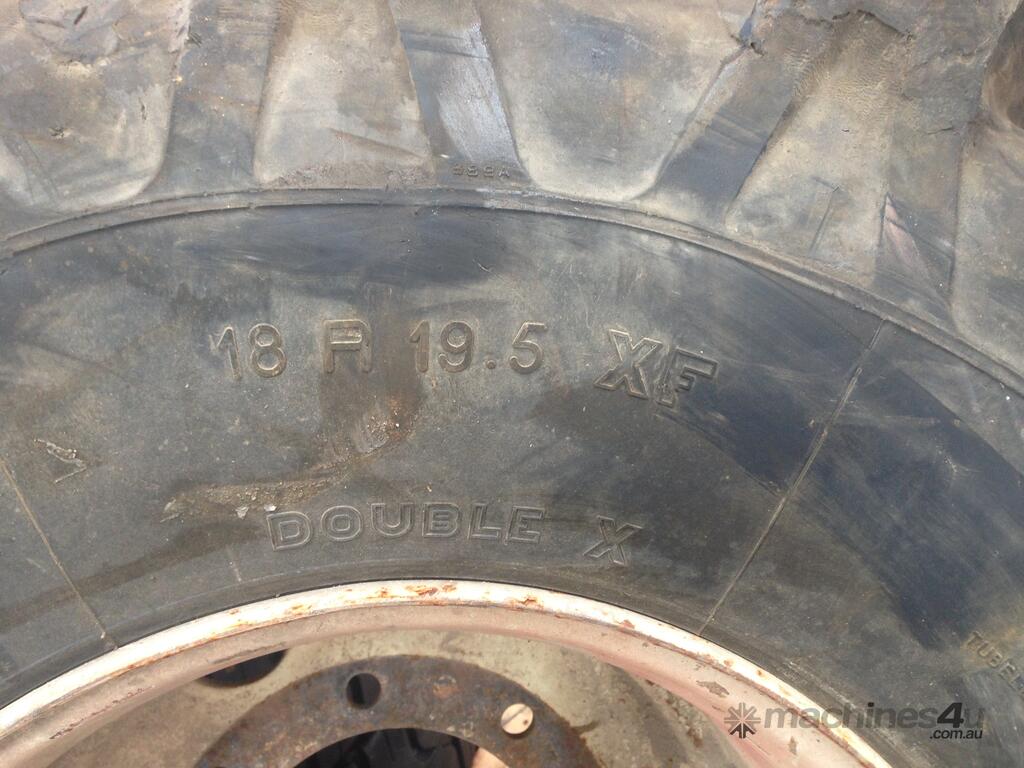 18 R 19.5 XF
DOUBLE X
machines4u
.com.au